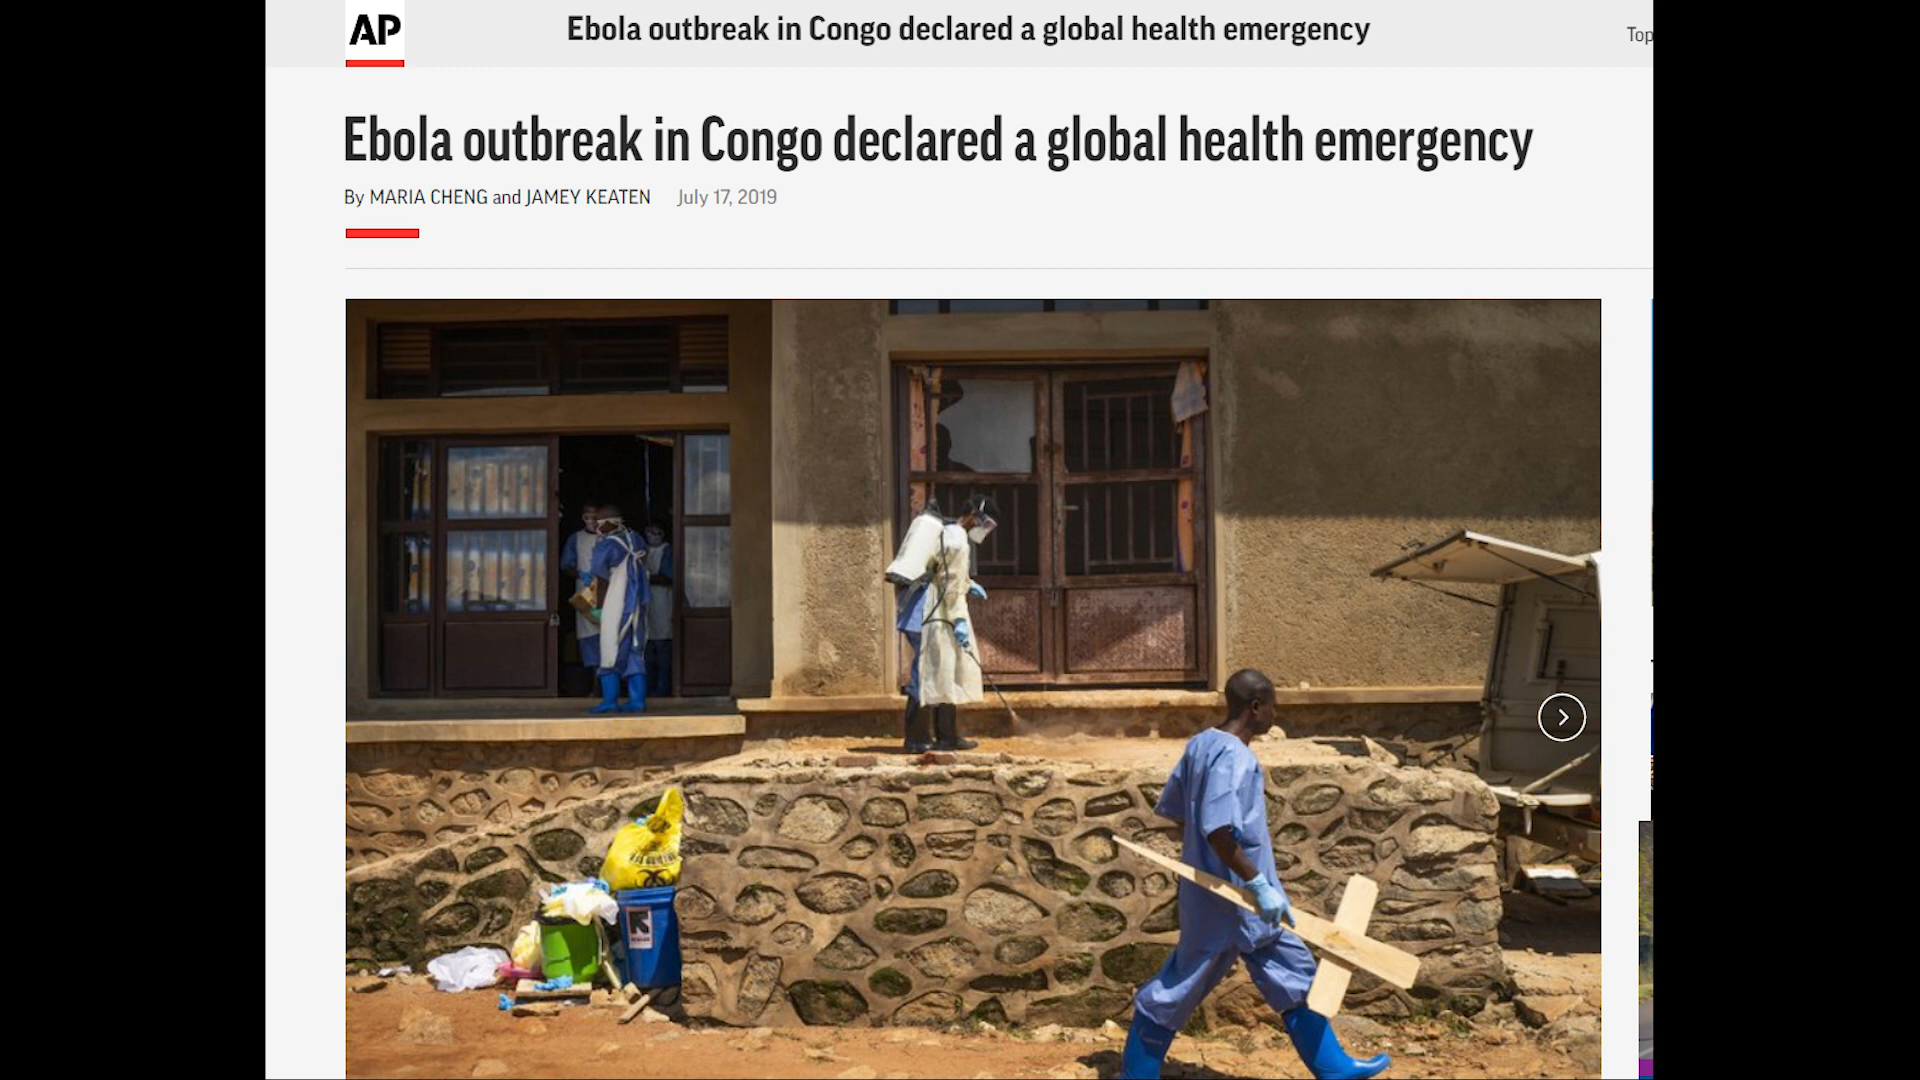 AP
Ebola outbreak in Congo declared a global health emergency
Top
Ebola outbreak in Congo declared a global health emergency
By MARIA CHENG and JAMEY KEATEN July 17, 2019